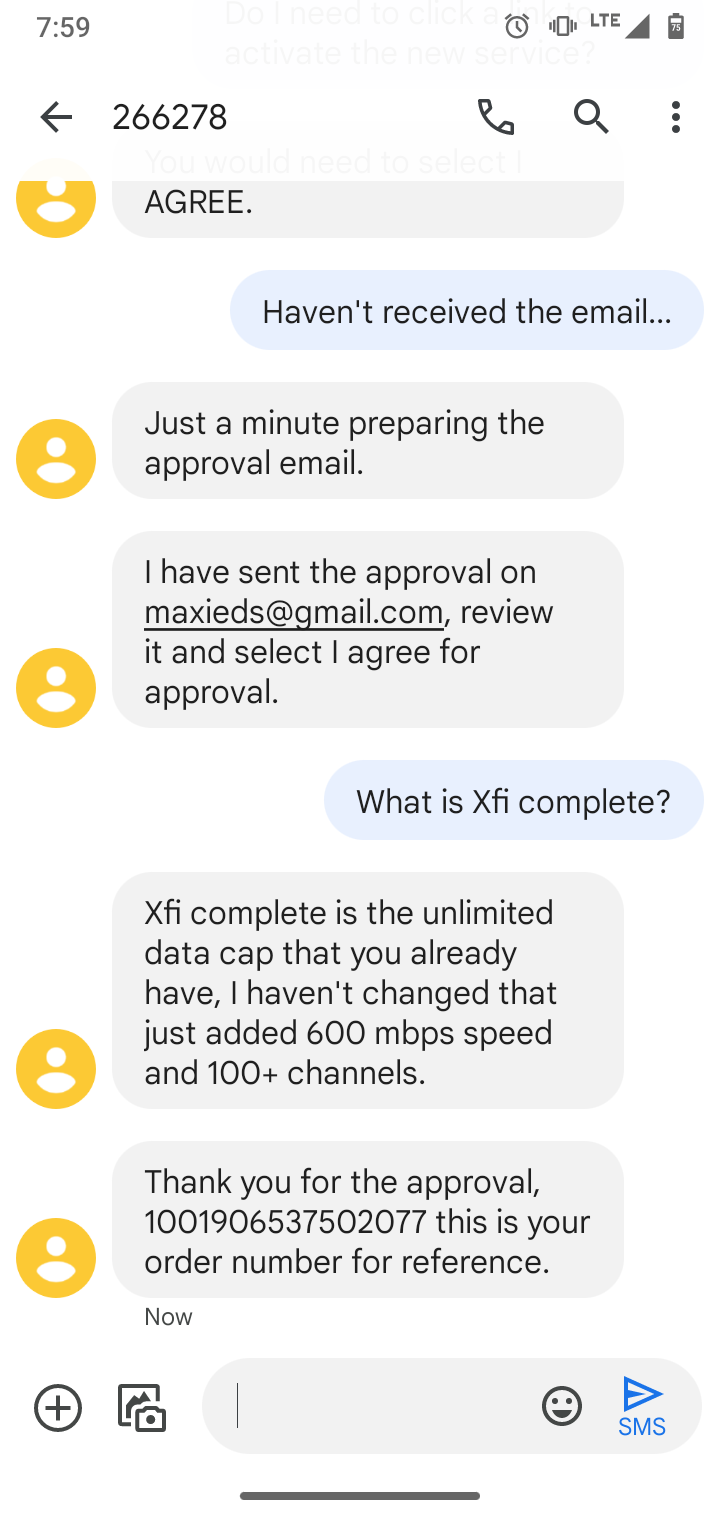 7:59
LTE
75
Do I need to click a link to
activate the new service?
266278
You would need to select I
AGREE.
Haven't received the email...
Just a minute preparing the
approval email.
I have sent the approval on
maxieds@gmail.com, review
it and select I agree for
approval.
What is Xfi complete?
Xfi complete is the unlimited
data cap that you already
have, I haven't changed that
just added 600 mbps speed
and 100+ channels.
Thank you for the approval,
1001906537502077 this is your
order number for reference.
Now
SMS